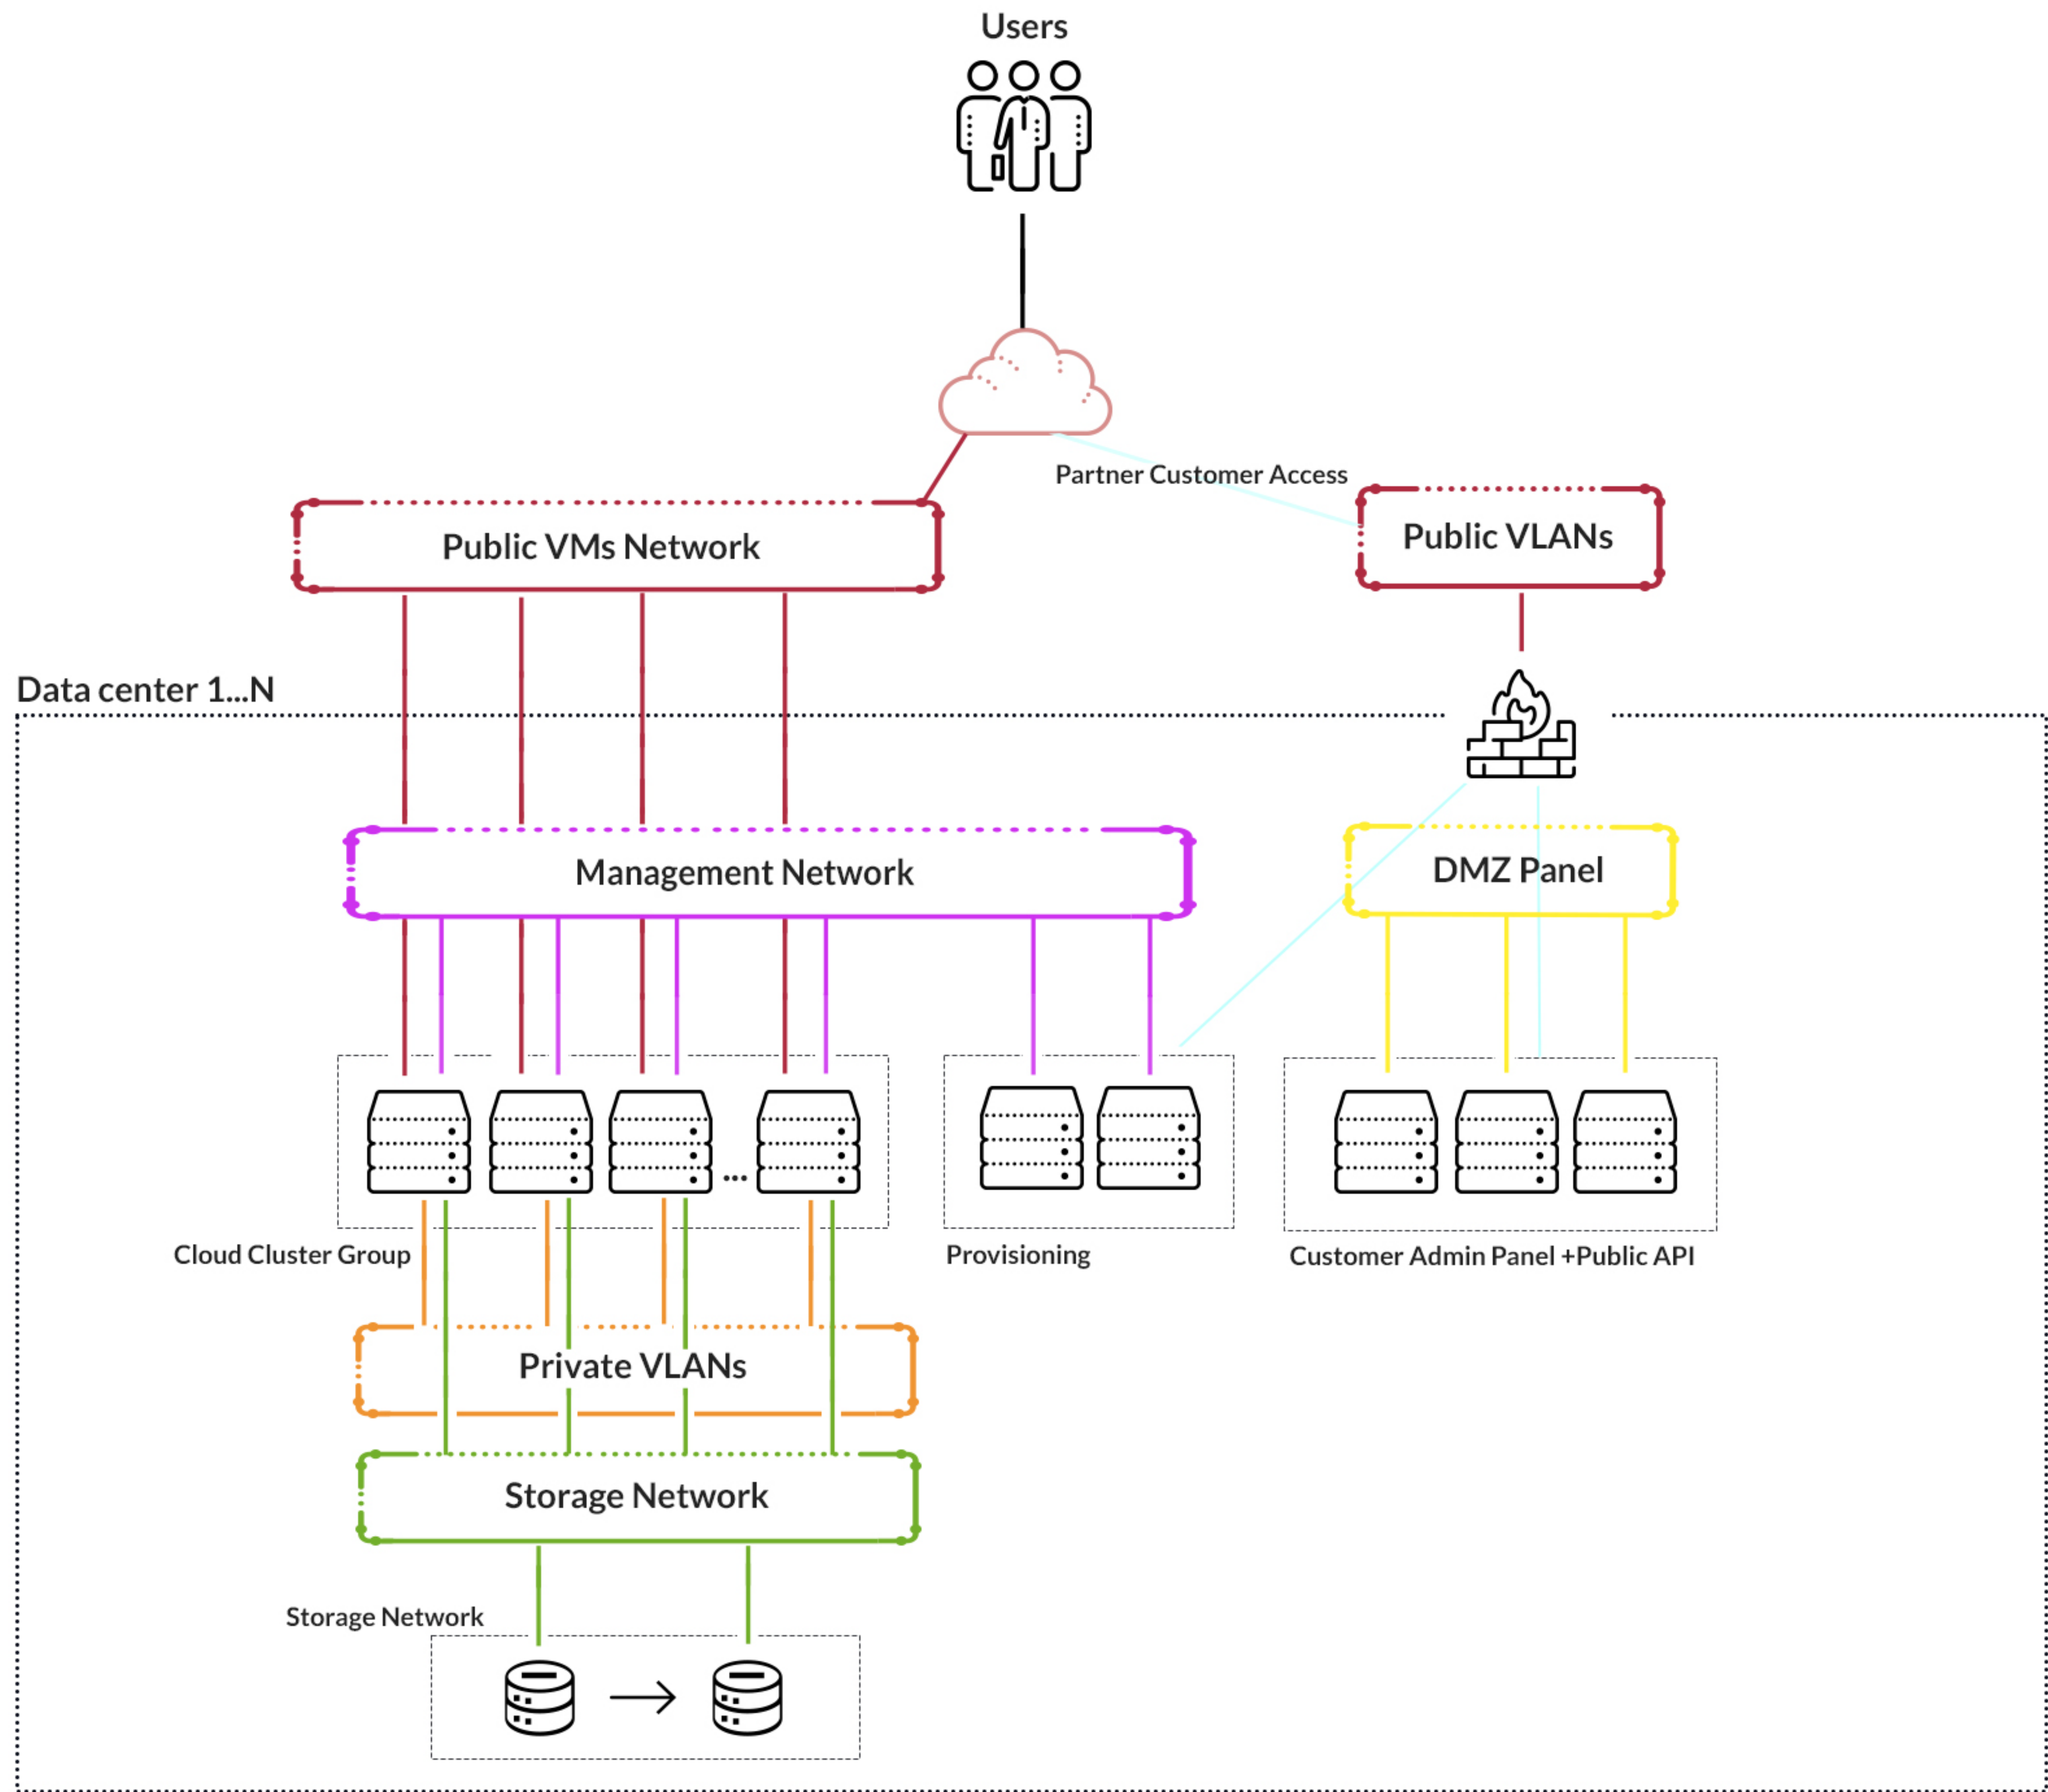 Users
Partner Customer Access
Public VMs Network
Public VLANs
Data center 1...N
Management Network
DMZ Panel
...
Cloud Cluster Group
Provisioning
Customer Admin Panel +Public API
Private VLANs
Storage Network
Storage Network